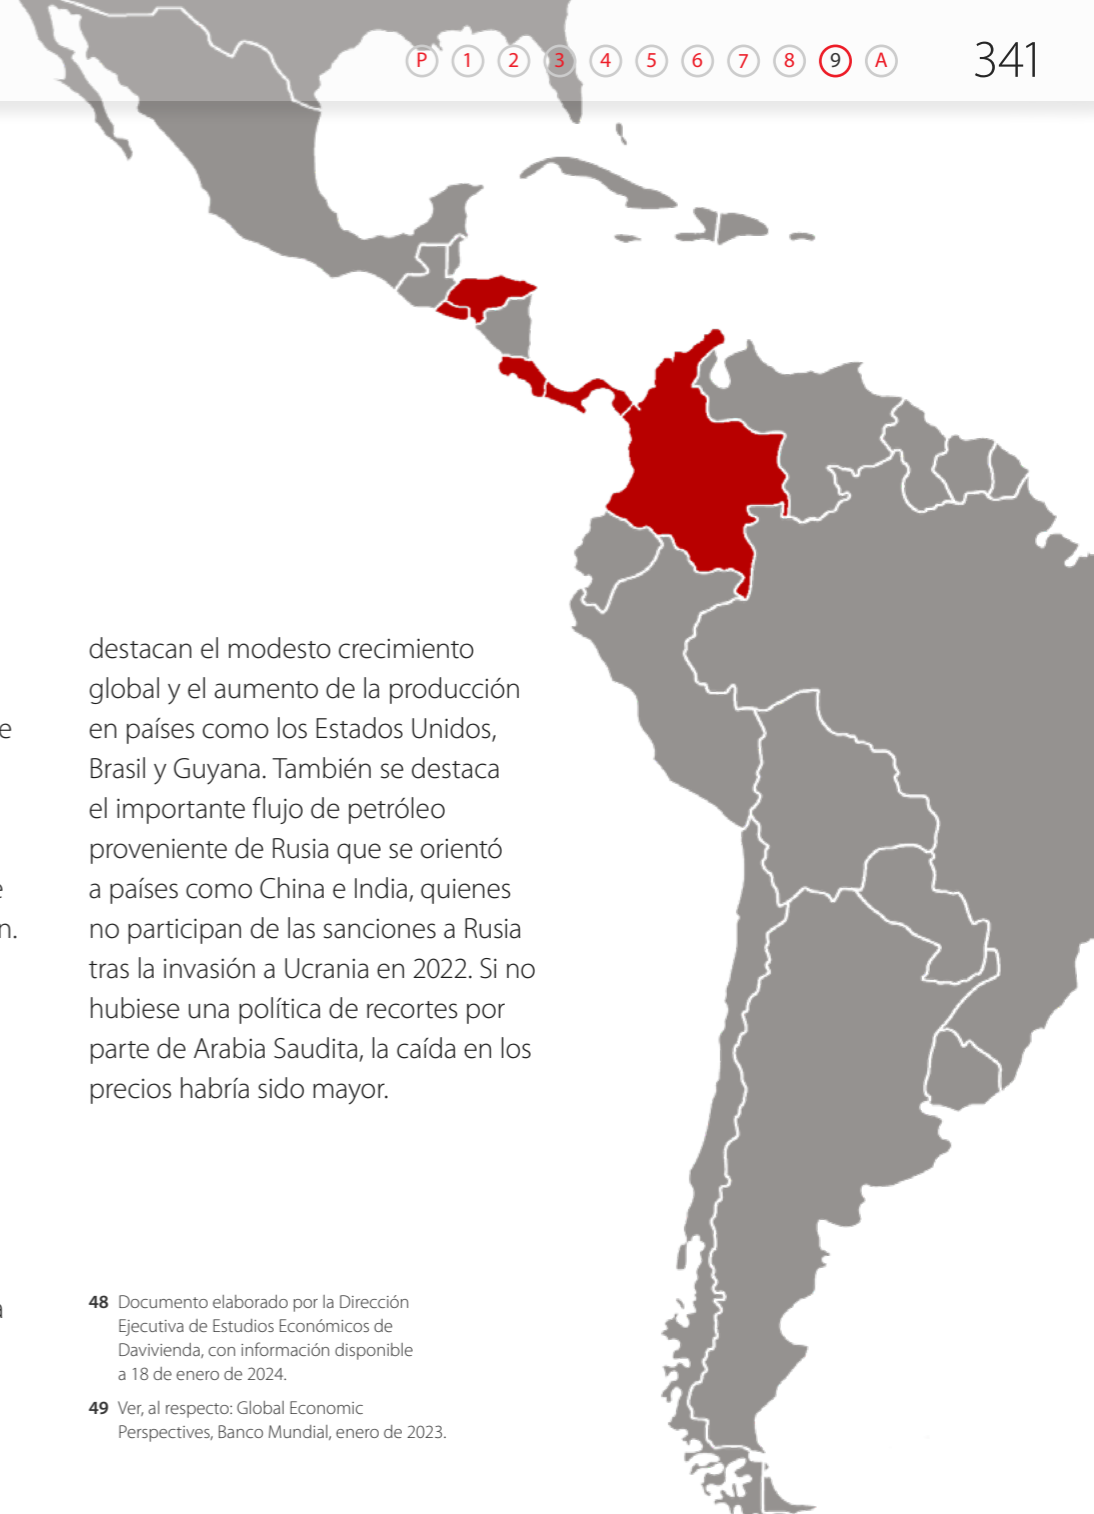 P 1 2 3 4 5 6 7 8 9 A 341
destacan el modesto crecimiento
global y el aumento de la producción
en países como los Estados Unidos,
Brasil y Guyana. También se destaca
el importante flujo de petróleo
proveniente de Rusia que se orientó
a países como China e India, quienes
no participan de las sanciones a Rusia
tras la invasión a Ucrania en 2022. Si no
hubiese una política de recortes por
parte de Arabia Saudita, la caída en los
precios habría sido mayor.
48 Documento elaborado por la Dirección
Ejecutiva de Estudios Económicos de
Davivienda, con información disponible
a 18 de enero de 2024.
49 Ver, al respecto: Global Economic
Perspectives, Banco Mundial, enero de 2023.